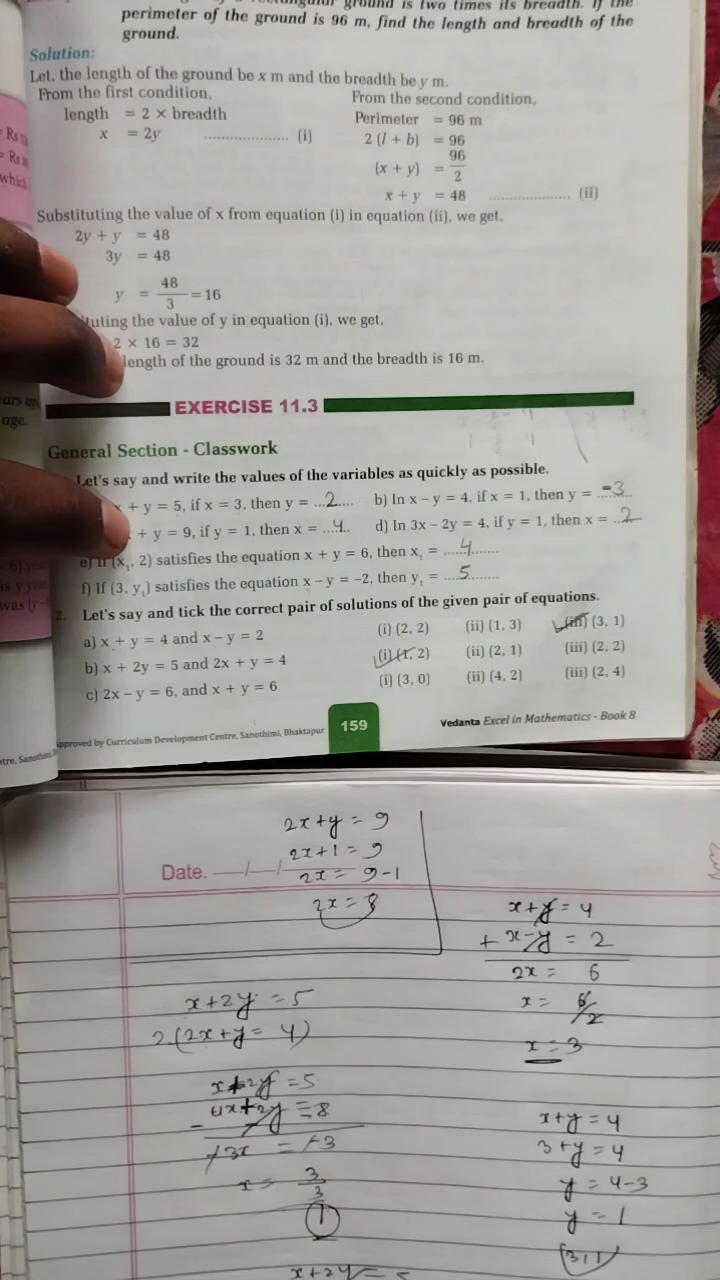 perimeter of the ground is 96 m, find the length and breadth of the
ground.
Solution:
Let, the length of the ground be x m and the breadth be y m.
From the first condition,
length = 2 × breadth
x = 2y .................... (i)
From the second condition,
Perimeter = 96 m
2 (l + b) = 96
(x + y) = 96/2
x + y = 48 .................... (ii)
Substituting the value of x from equation (i) in equation (ii), we get,
2y + y = 48
3y = 48
y = 48/3 = 16
tuting the value of y in equation (i), we get,
2 × 16 = 32
length of the ground is 32 m and the breadth is 16 m.
EXERCISE 11.3
General Section - Classwork
Let's say and write the values of the variables as quickly as possible.
+ y = 5, if x = 3, then y = ...2.... b) In x – y = 4, if x = 1, then y = -3
+ y = 9, if y = 1, then x = ...4.. d) In 3x – 2y = 4, if y = 1, then x = ..2
e) If (x₁, 2) satisfies the equation x + y = 6, then x₁ = ....4.......
f) If (3, y₁) satisfies the equation x – y = –2, then y₁ = ....5........
2. Let's say and tick the correct pair of solutions of the given pair of equations.
a) x + y = 4 and x – y = 2 (i) (2, 2) (ii) (1, 3) (iii) (3, 1)
b) x + 2y = 5 and 2x + y = 4 (i) (1, 2) (ii) (2, 1) (iii) (2, 2)
c) 2x – y = 6, and x + y = 6 (i) (3, 0) (ii) (4, 2) (iii) (2, 4)
approved by Curriculum Development Centre, Sanothimi, Bhaktapur 159 Vedanta Excel in Mathematics - Book 8
= Rs
which
ars
age.
Date. —/—/
2x+y = 9
2x+1 = 9
2x = 9-1
2x = 8
x+y = 4
+ x-y = 2
2x = 6
x = 6/2
x = 3
x+2y = 5
2(2x+y = 4)
x+2y = 5
- 4x+2y = 8
-3x = -3
x = 3/3
1
x+2y = 5
x+y = 4
3+y = 4
y = 4-3
y = 1
(3,1)